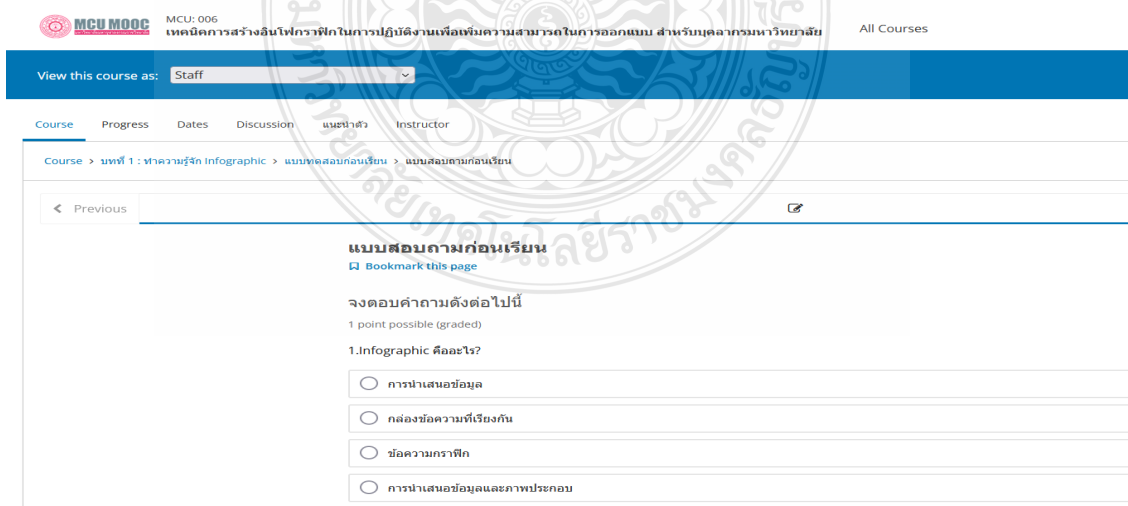 MCU MOOC
MCU: 006
เทคนิคการสร้างอินโฟกราฟิกในการปฏิบัติงานเพื่อเพิ่มความสามารถในการออกแบบ สำหรับบุคลากรมหาวิทยาลัย
All Courses
View this course as: Staff
Course Progress Dates Discussion แนะนำตัว Instructor
Course > บทที่ 1 : ทำความรู้จัก Infographic > แบบทดสอบก่อนเรียน > แบบสอบถามก่อนเรียน
Previous
แบบสอบถามก่อนเรียน
Bookmark this page
จงตอบคำถามดังต่อไปนี้
1 point possible (graded)
1.Infographic คืออะไร?
การนำเสนอข้อมูล
กล่องข้อความที่เรียงกัน
ข้อความกราฟิก
การนำเสนอข้อมูลและภาพประกอบ